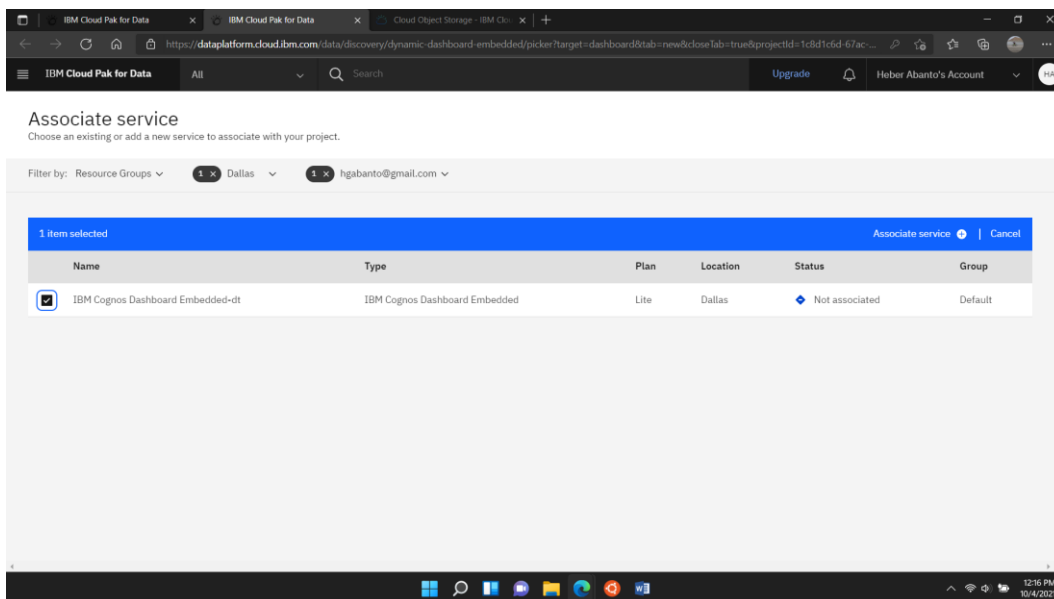 IBM Cloud Pak for Data
IBM Cloud Pak for Data
Cloud Object Storage - IBM Clou
https://dataplatform.cloud.ibm.com/data/discovery/dynamic-dashboard-embedded/picker?target=dashboard&tab=new&closeTab=true&projectId=1c8d1c6d-67ac-...
IBM Cloud Pak for Data
All
Search
Upgrade
Heber Abanto's Account
HA
Associate service
Choose an existing or add a new service to associate with your project.
Filter by: Resource Groups 1 × Dallas 1 × hgabanto@gmail.com
1 item selected Associate service | Cancel
Name Type Plan Location Status Group
IBM Cognos Dashboard Embedded-dt IBM Cognos Dashboard Embedded Lite Dallas Not associated Default
12:16 PM
10/4/202